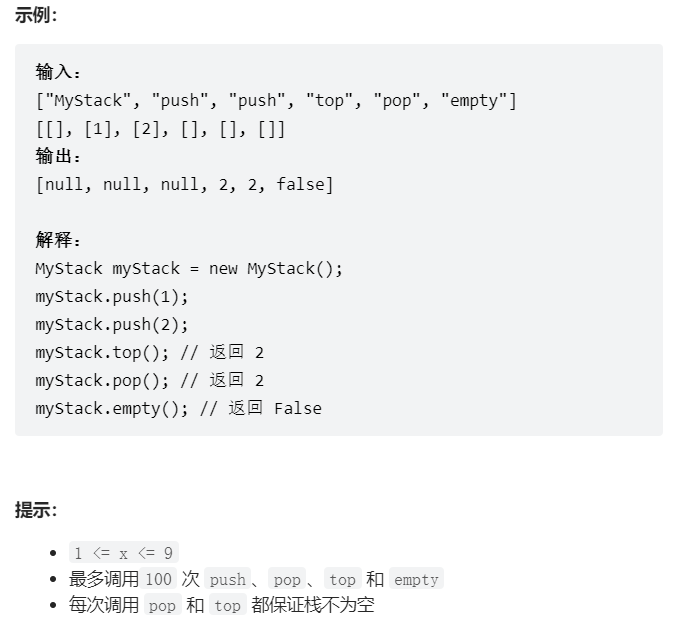 示例：
输入：
["MyStack", "push", "push", "top", "pop", "empty"]
[[], [1], [2], [], [], []]
输出：
[null, null, null, 2, 2, false]
解释：
MyStack myStack = new MyStack();
myStack.push(1);
myStack.push(2);
myStack.top(); // 返回 2
myStack.pop(); // 返回 2
myStack.empty(); // 返回 False
提示：
• 1 <= x <= 9
• 最多调用100 次 push、pop、top 和 empty
• 每次调用 pop 和 top 都保证栈不为空